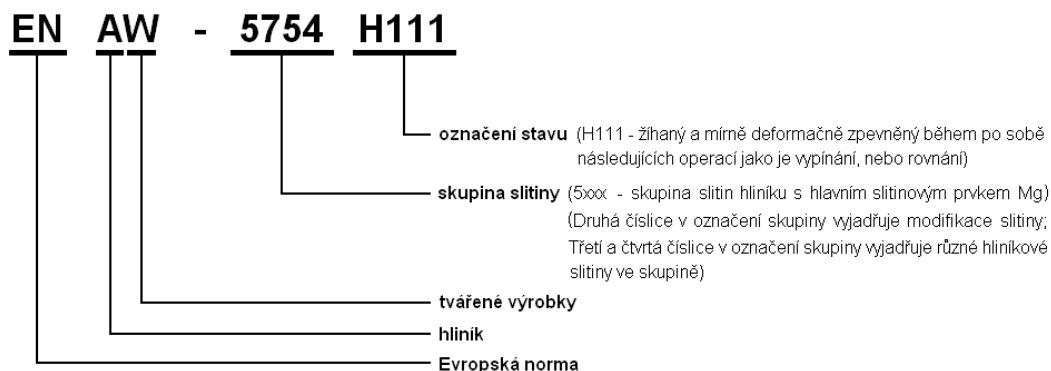 EN AW - 5754 H111
označení stavu (H111 - žíhaný a mírně deformačně zpevněný během po sobě
následujících operací jako je vypínání, nebo rovnání)
skupina slitiny (5xxx - skupina slitin hliníku s hlavním slitinovým prvkem Mg)
(Druhá číslice v označení skupiny vyjadřuje modifikace slitiny;
Třetí a čtvrtá číslice v označení skupiny vyjadřuje různé hliníkové
slitiny ve skupině)
tvářené výrobky
hliník
Evropská norma